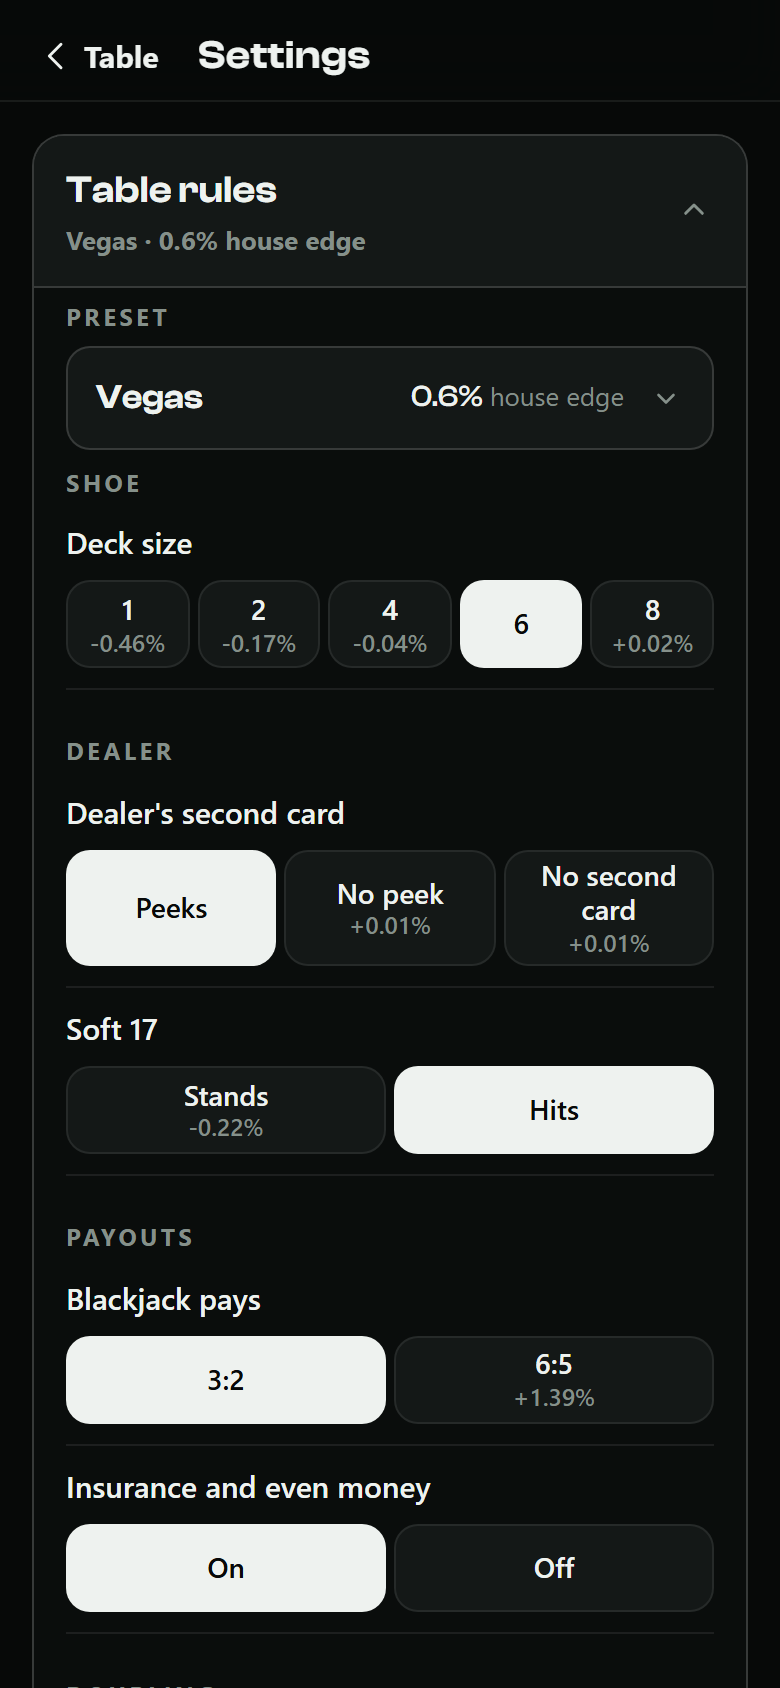 Table Settings
Table rules
Vegas · 0.6% house edge
PRESET
Vegas 0.6% house edge
SHOE
Deck size
1 2 4 6 8
-0.46% -0.17% -0.04% +0.02%
DEALER
Dealer's second card
Peeks
No peek
+0.01%
No second
card
+0.01%
Soft 17
Stands
-0.22%
Hits
PAYOUTS
Blackjack pays
3:2
6:5
+1.39%
Insurance and even money
On Off